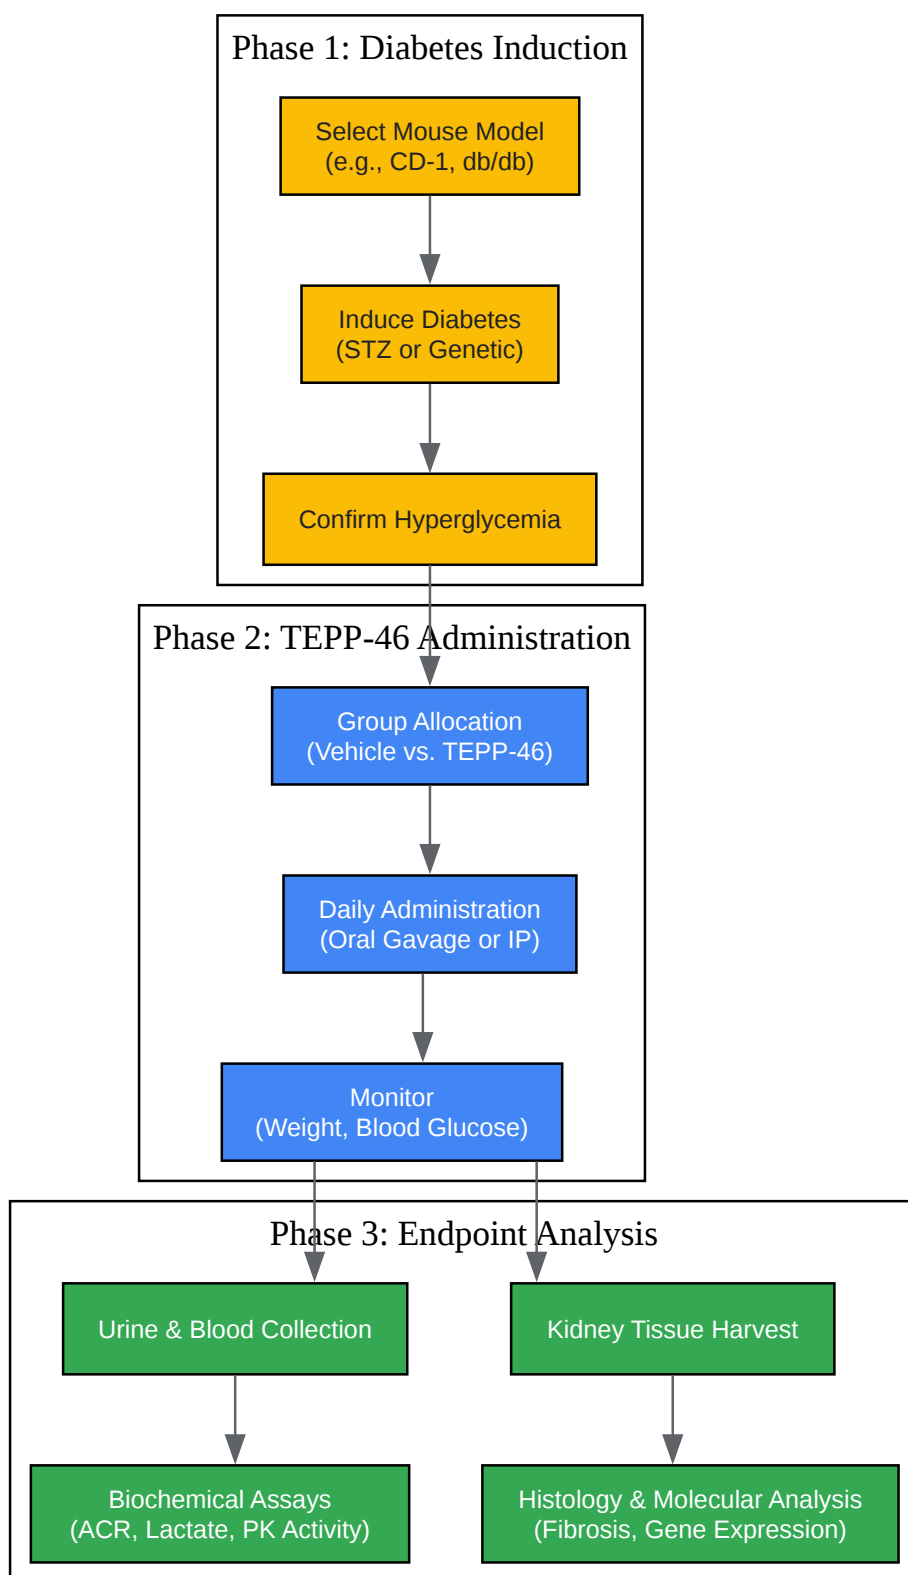 Phase 1: Diabetes Induction
Select Mouse Model
(e.g., CD-1, db/db)
Induce Diabetes
(STZ or Genetic)
Confirm Hyperglycemia
Phase 2: TEPP-46 Administration
Group Allocation
(Vehicle vs. TEPP-46)
Daily Administration
(Oral Gavage or IP)
Monitor
(Weight, Blood Glucose)
Phase 3: Endpoint Analysis
Urine & Blood Collection
Kidney Tissue Harvest
Biochemical Assays
(ACR, Lactate, PK Activity)
Histology & Molecular Analysis
(Fibrosis, Gene Expression)